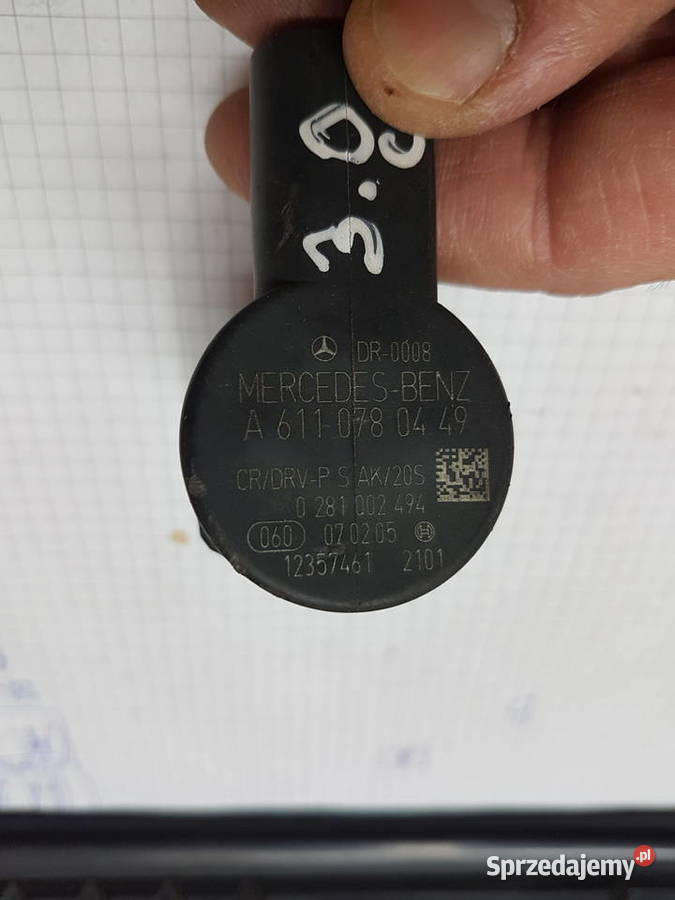 3.0
DR-0008
MERCEDES-BENZ
A 611 078 04 49
CR/DRV-P S AK/20S
0 281 002 494
060 07.02.05
12357461 2101
Sprzedajemy.pl